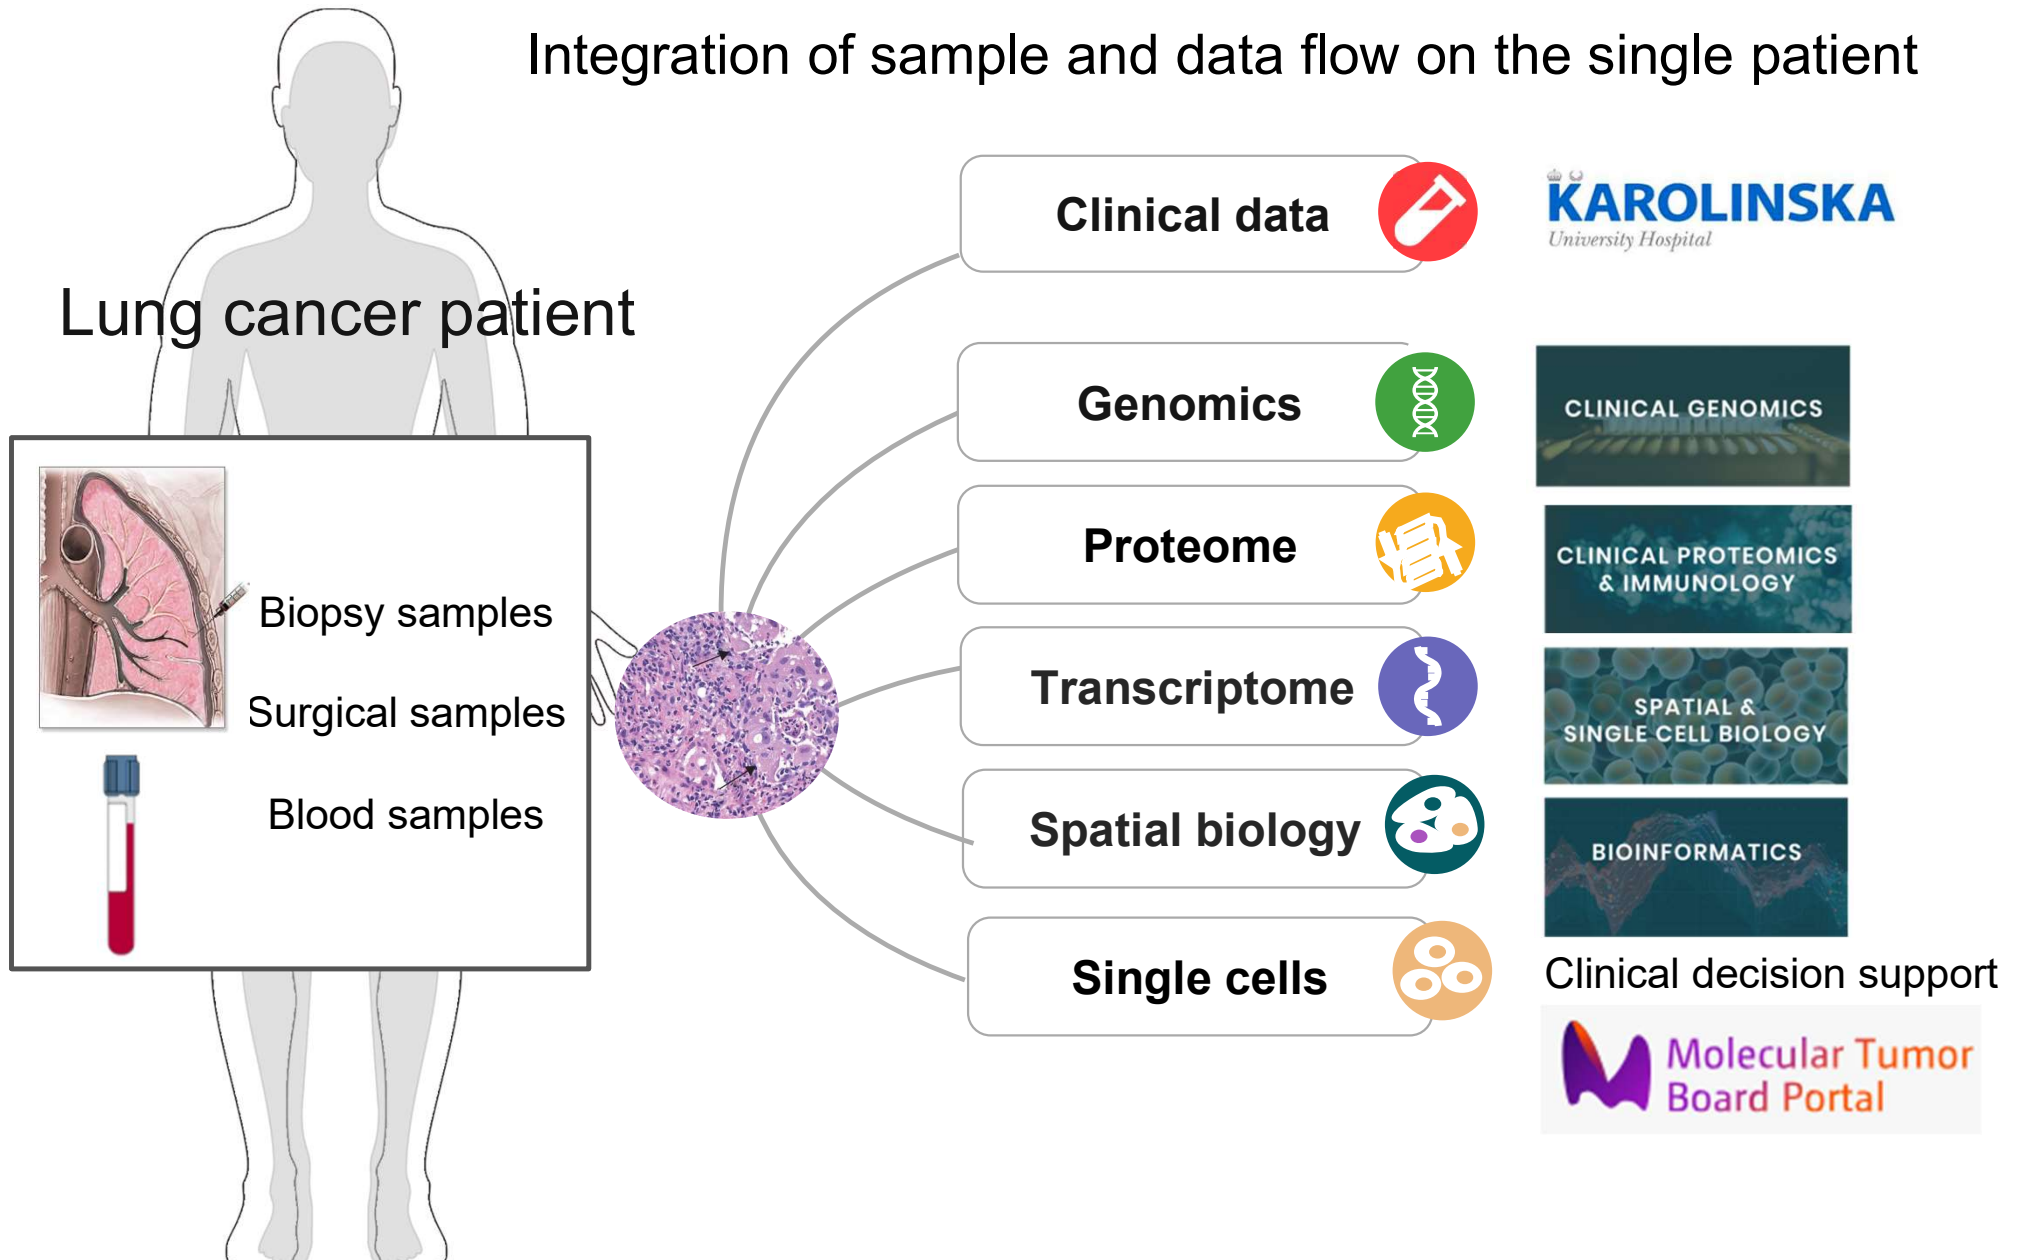 Integration of sample and data flow on the single patient
Lung cancer patient
Biopsy samples
Surgical samples
Blood samples
Clinical data
Genomics
Proteome
Transcriptome
Spatial biology
Single cells
KAROLINSKA
University Hospital
CLINICAL GENOMICS
CLINICAL PROTEOMICS
& IMMUNOLOGY
SPATIAL &
SINGLE CELL BIOLOGY
BIOINFORMATICS
Clinical decision support
Molecular Tumor
Board Portal